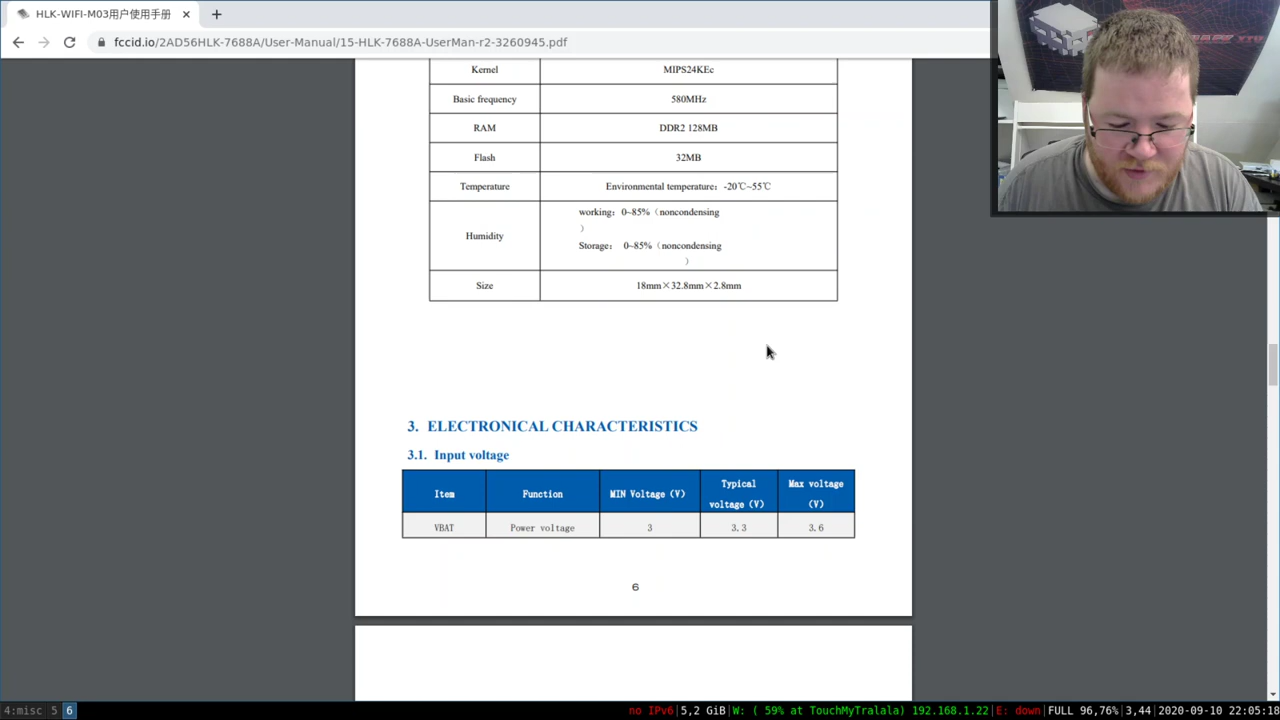 HLK-WIFI-M03用户使用手册
fccid.io/2AD56HLK-7688A/User-Manual/15-HLK-7688A-UserMan-r2-3260945.pdf
Kernel MIPS24KEc
Basic frequency 580MHz
RAM DDR2 128MB
Flash 32MB
Temperature Environmental temperature：-20℃~55℃
Humidity working：0~85%（noncondensing
）
Storage： 0~85%（noncondensing
）
Size 18mm×32.8mm×2.8mm
3. ELECTRONICAL CHARACTERISTICS
3.1. Input voltage
Item Function MIN Voltage (V) Typical voltage (V) Max voltage (V)
VBAT Power voltage 3 3.3 3.6
6
4:misc 5 6 no IPv6|5,2 GiB|W: ( 59% at TouchMyTralala) 192.168.1.22|E: down|FULL 96,76%|3,44|2020-09-10 22:05:18